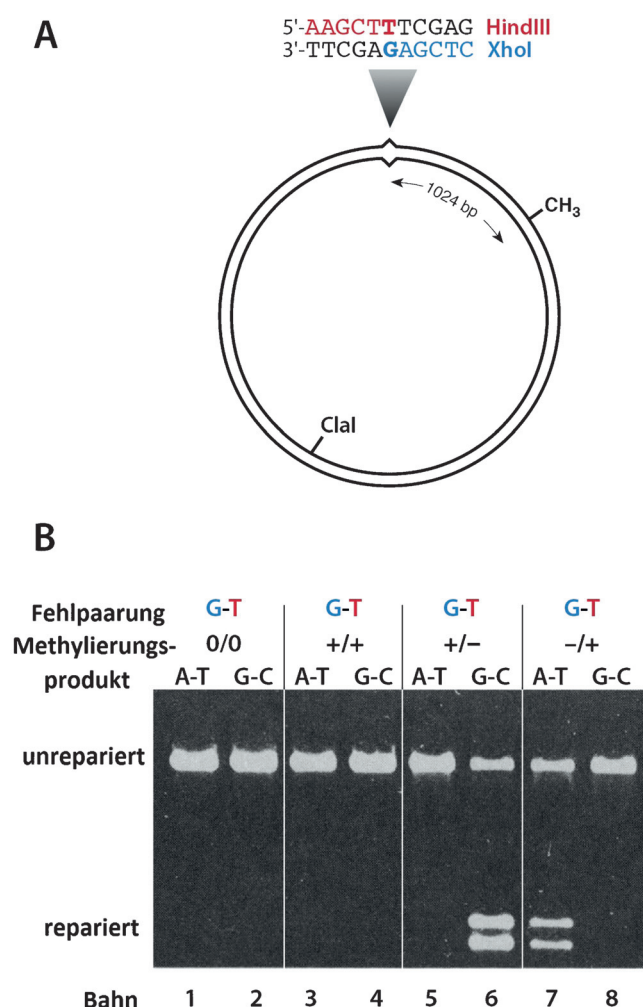 A
5'-AAGCTTTCGAG HindIII
3'-TTCGAGAGCTC XhoI
1024 bp
CH₃
ClaI
B
Fehlpaarung G-T G-T G-T G-T
Methylierungs- 0/0 +/+ +/– –/+
produkt A-T G-C A-T G-C A-T G-C A-T G-C
unrepariert
repariert
Bahn 1 2 3 4 5 6 7 8